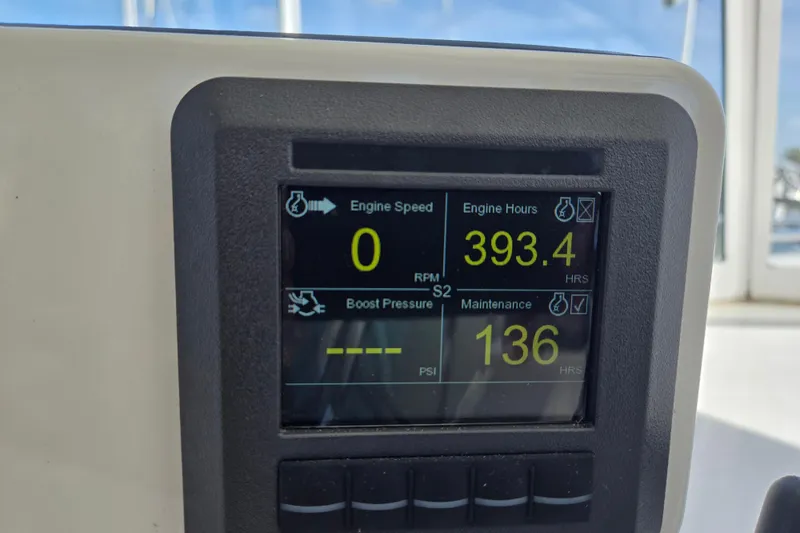 Engine Speed
0
RPM
Engine Hours
393.4
HRS
S2
Boost Pressure
----
PSI
Maintenance
136
HRS